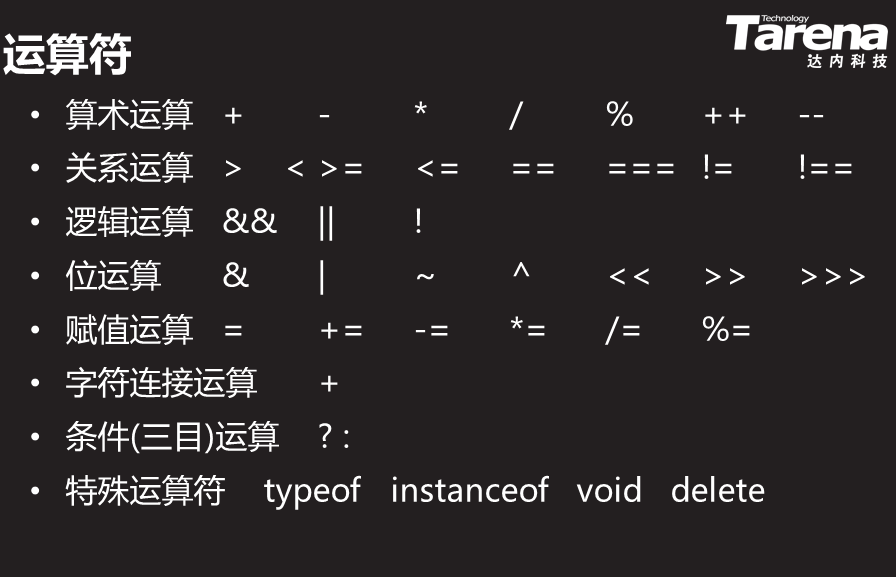 Technology
Tarena
达内科技
运算符
• 算术运算 + - * / % ++ --
• 关系运算 > < >= <= == === != !==
• 逻辑运算 && || !
• 位运算 & | ~ ^ << >> >>>
• 赋值运算 = += -= *= /= %=
• 字符连接运算 +
• 条件(三目)运算 ? :
• 特殊运算符 typeof instanceof void delete